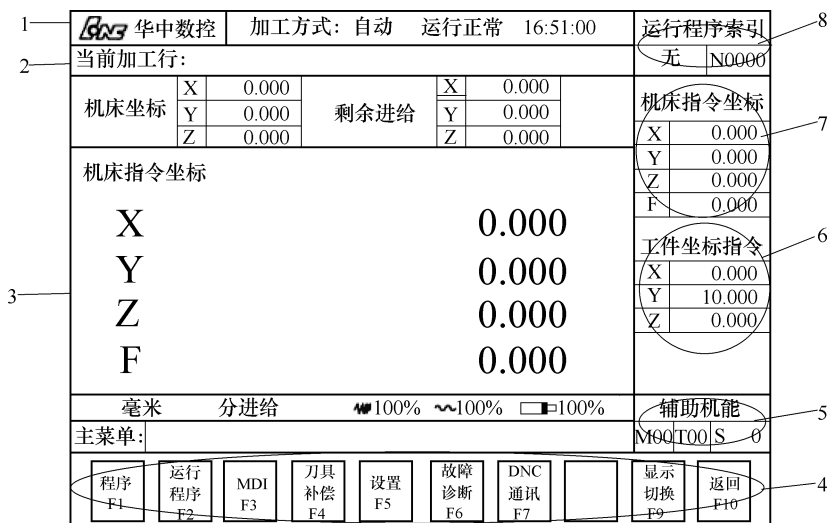 1 华中数控 加工方式：自动 运行正常 16:51:00 运行程序索引 8
2 当前加工行： 无 N0000
机床坐标 X 0.000 剩余进给 X 0.000 机床指令坐标 7
Y 0.000 Y 0.000 X 0.000
Z 0.000 Z 0.000 Y 0.000
机床指令坐标 Z 0.000
F 0.000
X 0.000 工件坐标指令 6
Y 0.000 X 0.000
3 Z 0.000 Y 10.000
F 0.000 Z 0.000
毫米 分进给 100% 100% 100% 辅助机能 5
主菜单： M00 T00 S 0
程序 F1
运行程序 F2
MDI F3
刀具补偿 F4
设置 F5
故障诊断 F6
DNC通讯 F7
显示切换 F9
返回 F10
4